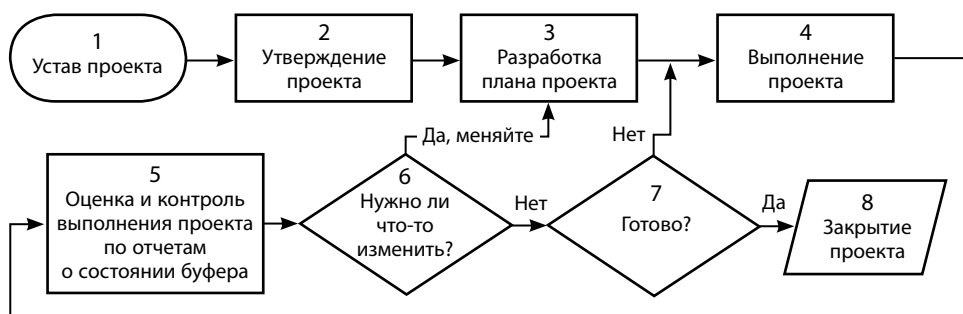 1
Устав проекта
2
Утверждение
проекта
3
Разработка
плана проекта
4
Выполнение
проекта
Да, меняйте
Нет
5
Оценка и контроль
выполнения проекта
по отчетам
о состоянии буфера
6
Нужно ли
что-то
изменить?
Нет
7
Готово?
Да
8
Закрытие
проекта